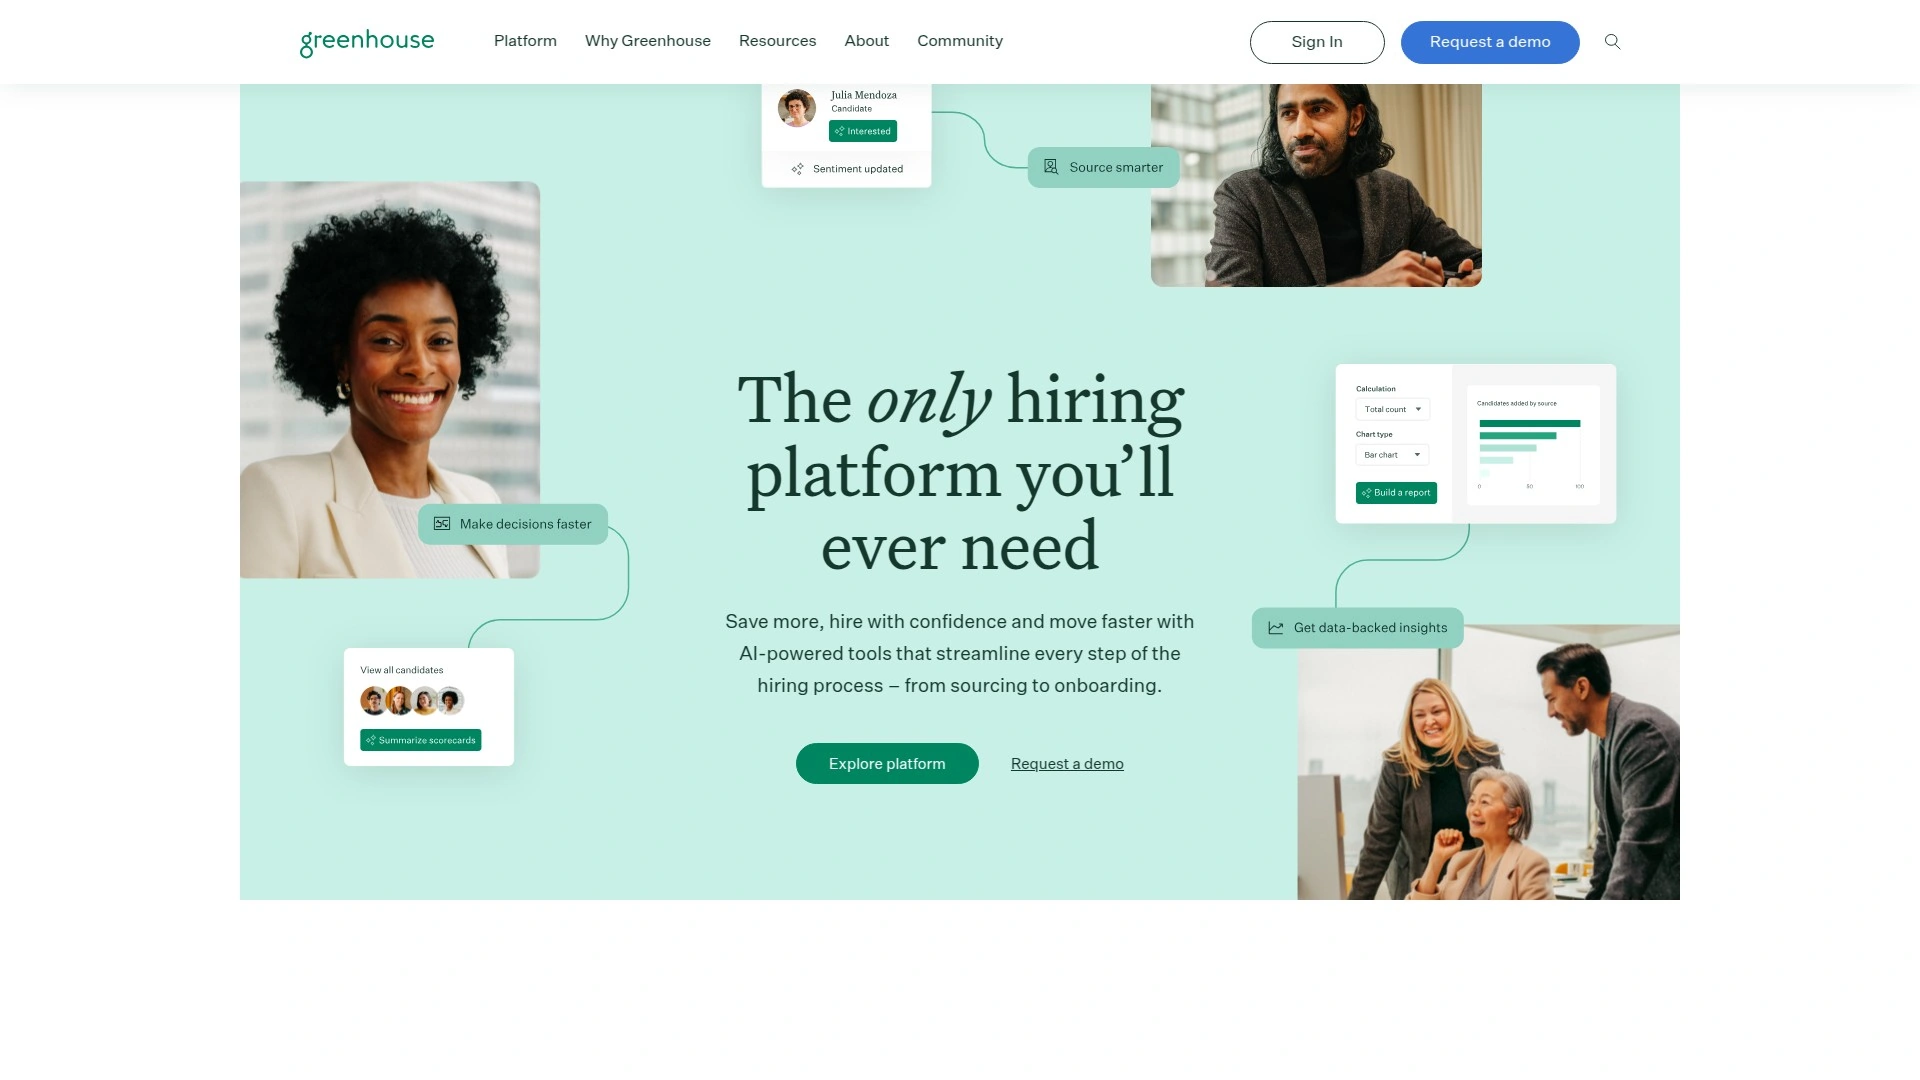 greenhouse
Platform
Why Greenhouse
Resources
About
Community
Sign In
Request a demo
Julia Mendoza
Candidate
Interested
Sentiment updated
Source smarter
Make decisions faster
View all candidates
Summarize scorecards
The only hiring
platform you’ll
ever need
Save more, hire with confidence and move faster with
AI-powered tools that streamline every step of the
hiring process – from sourcing to onboarding.
Explore platform
Request a demo
Calculation
Total count
Chart type
Bar chart
Build a report
Candidates added by source
0 50 100
Get data-backed insights